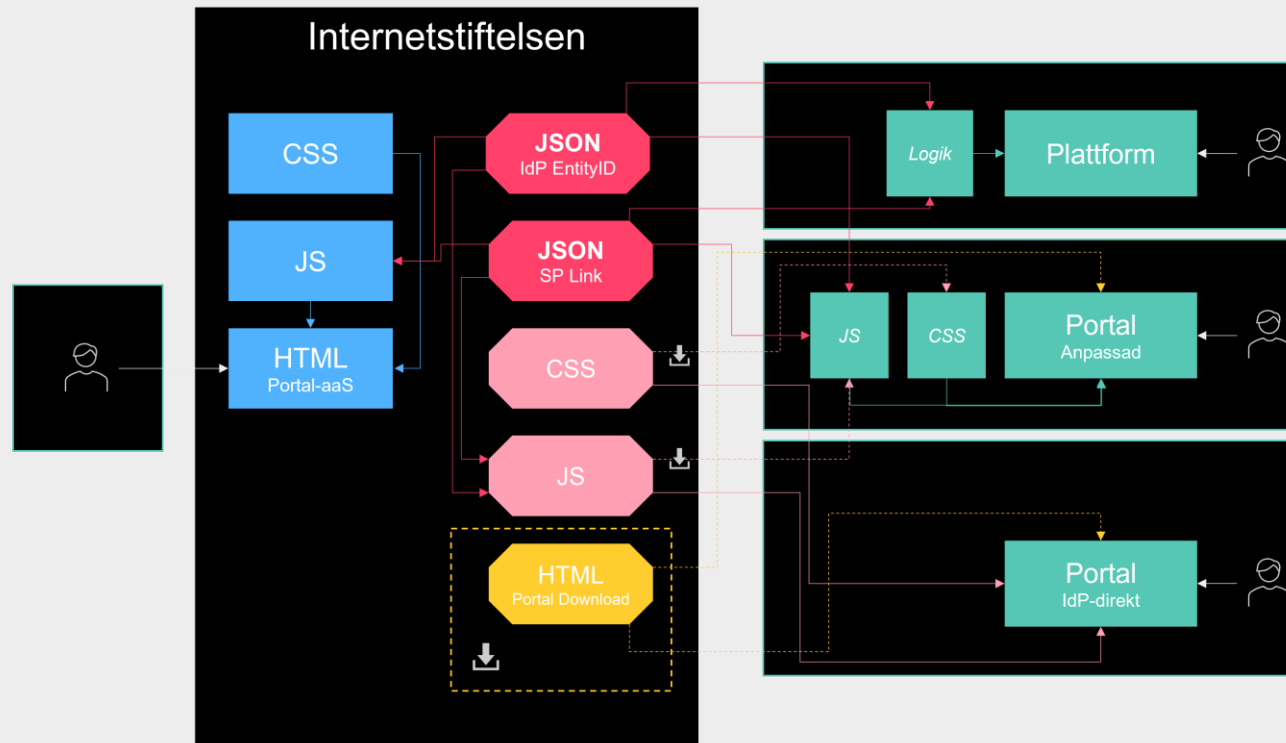 Internetstiftelsen
CSS
JS
HTML
Portal-aaS
JSON
IdP EntityID
JSON
SP Link
CSS
JS
HTML
Portal Download
Logik
Plattform
JS
CSS
Portal
Anpassad
Portal
IdP-direkt